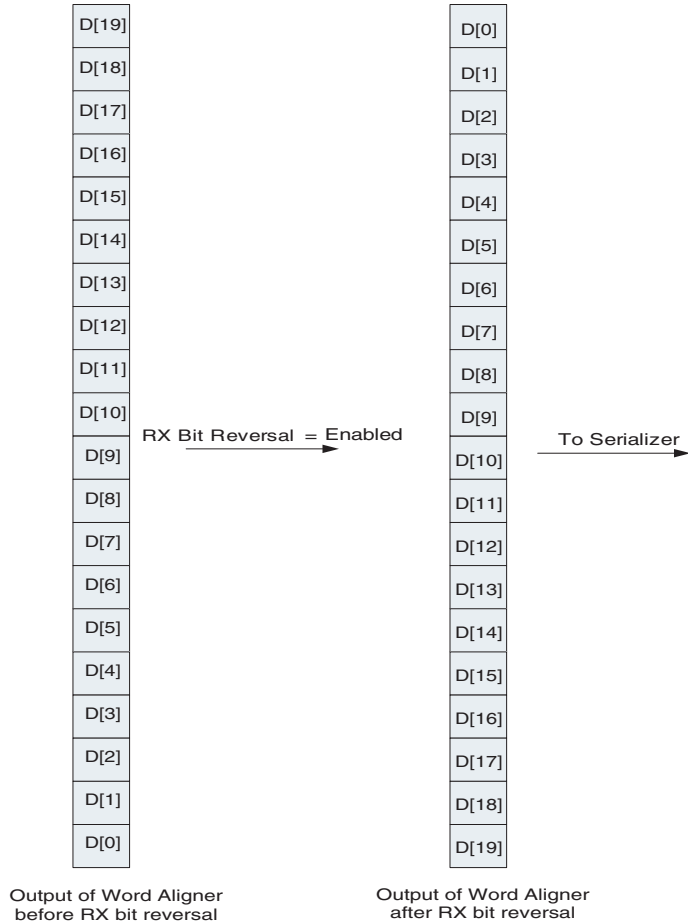 D[19]
D[18]
D[17]
D[16]
D[15]
D[14]
D[13]
D[12]
D[11]
D[10]
D[9]
D[8]
D[7]
D[6]
D[5]
D[4]
D[3]
D[2]
D[1]
D[0]
Output of Word Aligner
before RX bit reversal
RX Bit Reversal = Enabled
D[0]
D[1]
D[2]
D[3]
D[4]
D[5]
D[6]
D[7]
D[8]
D[9]
D[10]
D[11]
D[12]
D[13]
D[14]
D[15]
D[16]
D[17]
D[18]
D[19]
Output of Word Aligner
after RX bit reversal
To Serializer